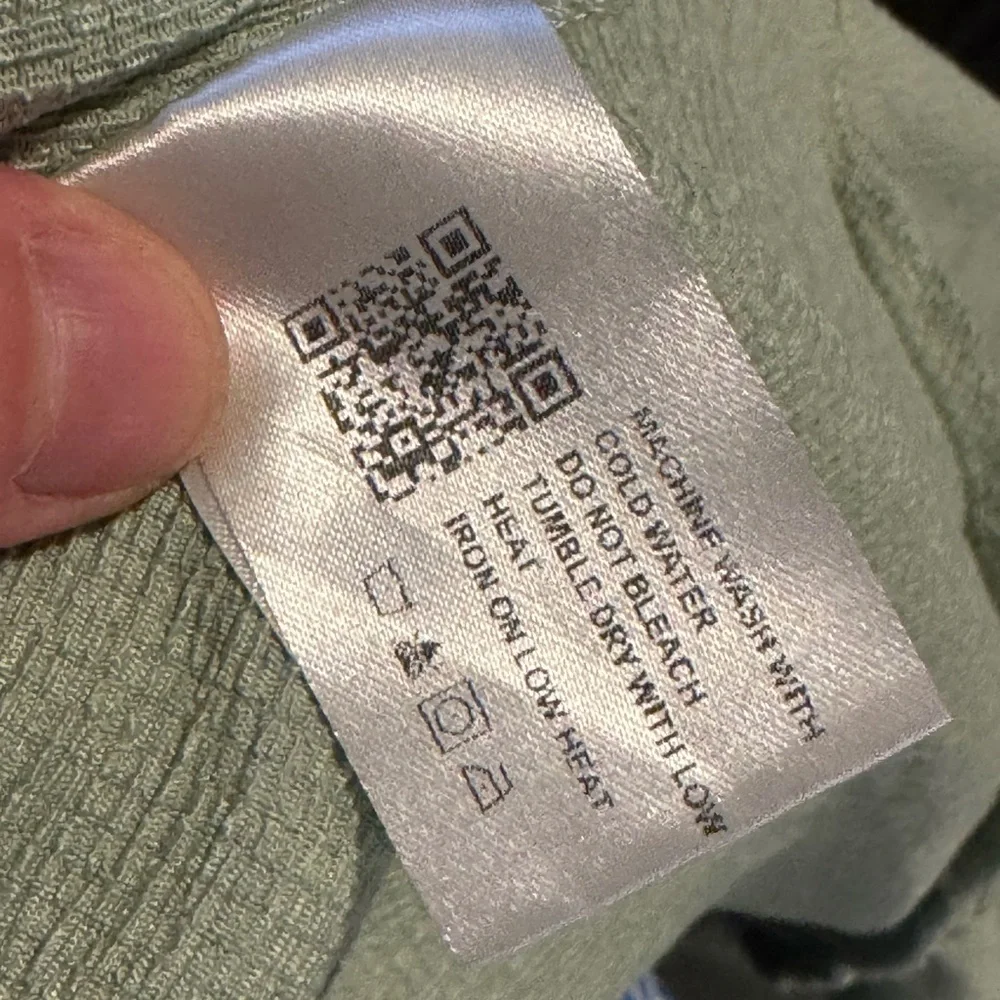 MACHINE WASH WITH
COLD WATER
DO NOT BLEACH
TUMBLE DRY WITH LOW
HEAT
IRON ON LOW HEAT